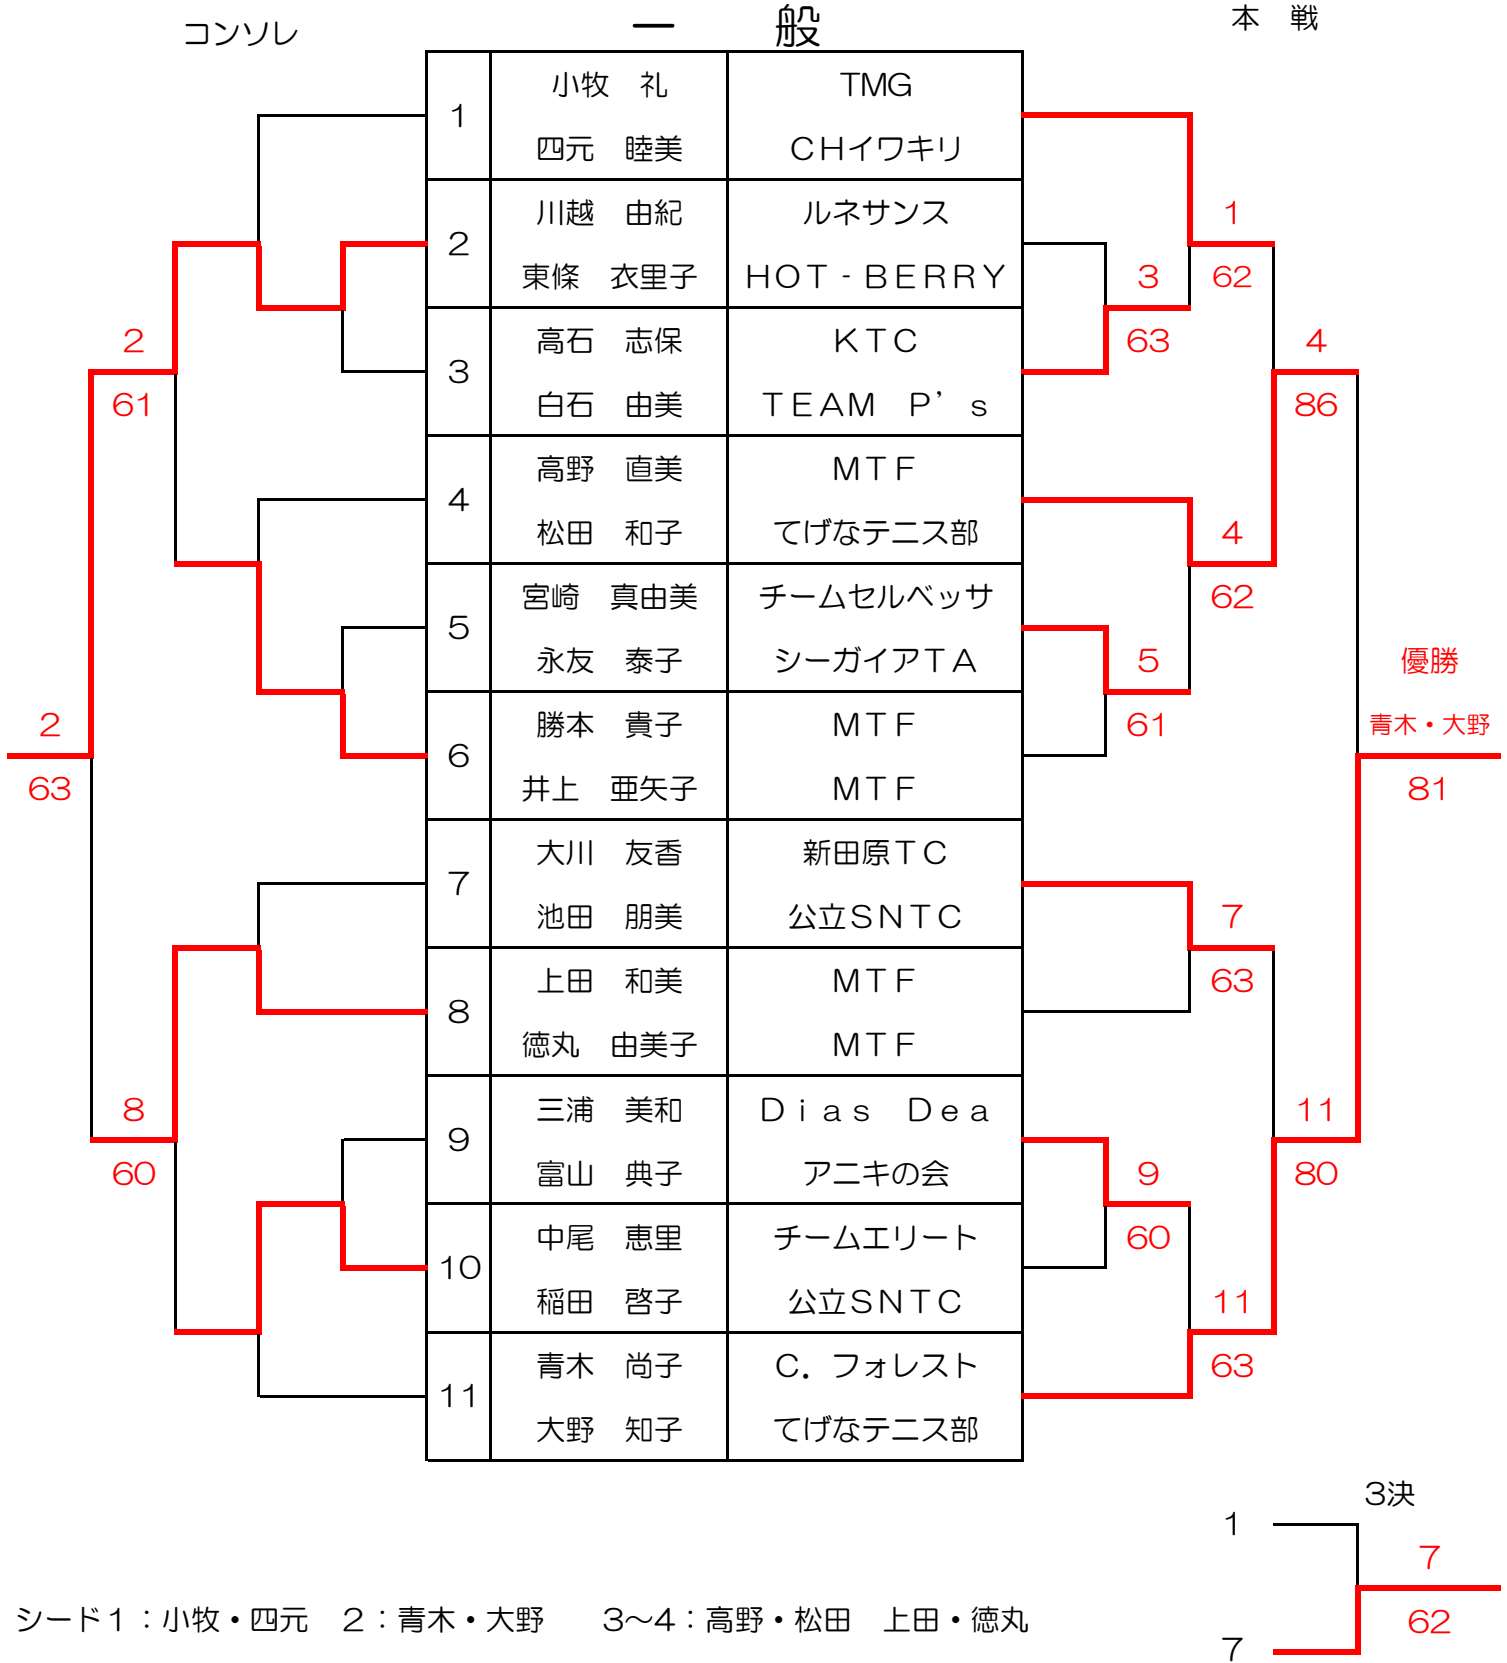 コンソレ 一 般 本 戦
1 小牧 礼 TMG
四元 睦美 CHイワキリ
2 川越 由紀 ルネサンス
東條 衣里子 HOT‐BERRY
3 高石 志保 KTC
白石 由美 TEAM P’s
4 高野 直美 MTF
松田 和子 てげなテニス部
5 宮崎 真由美 チームセルベッサ
永友 泰子 シーガイアTA
6 勝本 貴子 MTF
井上 亜矢子 MTF
7 大川 友香 新田原TC
池田 朋美 公立SNTC
8 上田 和美 MTF
徳丸 由美子 MTF
9 三浦 美和 Dias Dea
富山 典子 アニキの会
10 中尾 恵里 チームエリート
稲田 啓子 公立SNTC
11 青木 尚子 C.フォレスト
大野 知子 てげなテニス部
2
61
2
63
8
60
3
63
1
62
4
86
4
62
5
61
優勝
青木・大野
81
7
63
11
80
9
60
11
63
3決
1
7
62
7
シード1：小牧・四元 2：青木・大野 3～4：高野・松田 上田・徳丸